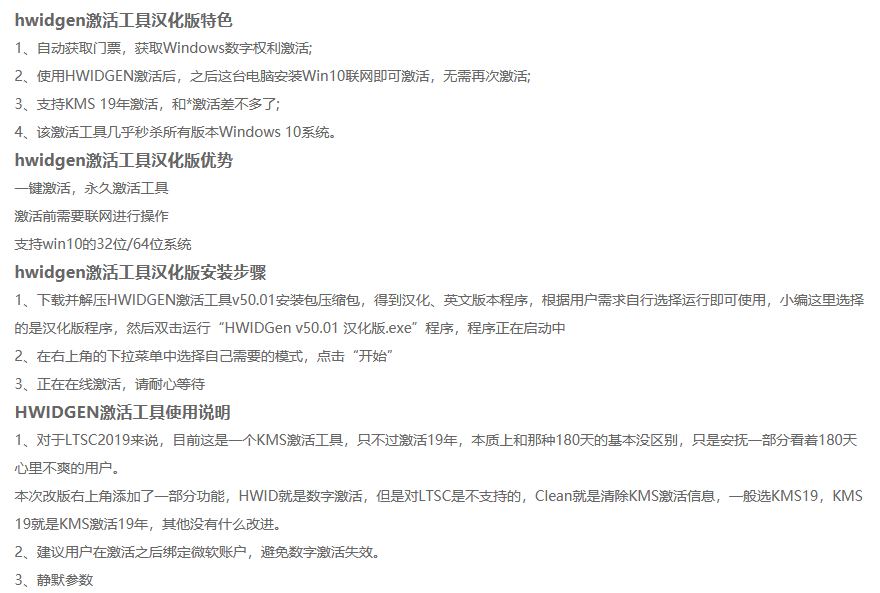 hwidgen激活工具汉化版特色
1、自动获取门票，获取Windows数字权利激活;
2、使用HWIDGEN激活后，之后这台电脑安装Win10联网即可激活，无需再次激活;
3、支持KMS 19年激活，和*激活差不多了;
4、该激活工具几乎秒杀所有版本Windows 10系统。
hwidgen激活工具汉化版优势
一键激活，永久激活工具
激活前需要联网进行操作
支持win10的32位/64位系统
hwidgen激活工具汉化版安装步骤
1、下载并解压HWIDGEN激活工具v50.01安装包压缩包，得到汉化、英文版本程序，根据用户需求自行选择运行即可使用，小编这里选择
的是汉化版程序，然后双击运行“HWIDGen v50.01 汉化版.exe”程序，程序正在启动中
2、在右上角的下拉菜单中选择自己需要的模式，点击“开始”
3、正在在线激活，请耐心等待
HWIDGEN激活工具使用说明
1、对于LTSC2019来说，目前这是一个KMS激活工具，只不过激活19年，本质上和那种180天的基本没区别，只是安抚一部分看着180天
心里不爽的用户。
本次改版右上角添加了一部分功能，HWID就是数字激活，但是对LTSC是不支持的，Clean就是清除KMS激活信息，一般选KMS19，KMS
19就是KMS激活19年，其他没有什么改进。
2、建议用户在激活之后绑定微软账户，避免数字激活失效。
3、静默参数